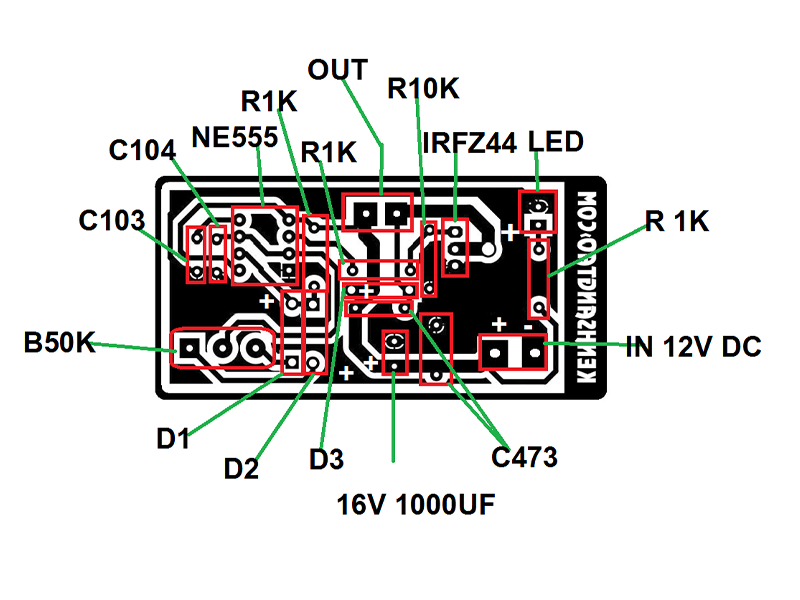 OUT
R10K
R1K
NE555
R1K
IRFZ44 LED
C104
C103
R 1K
+
+
+
+ -
B50K
IN 12V DC
+
+
D1
D2
D3
C473
16V 1000UF